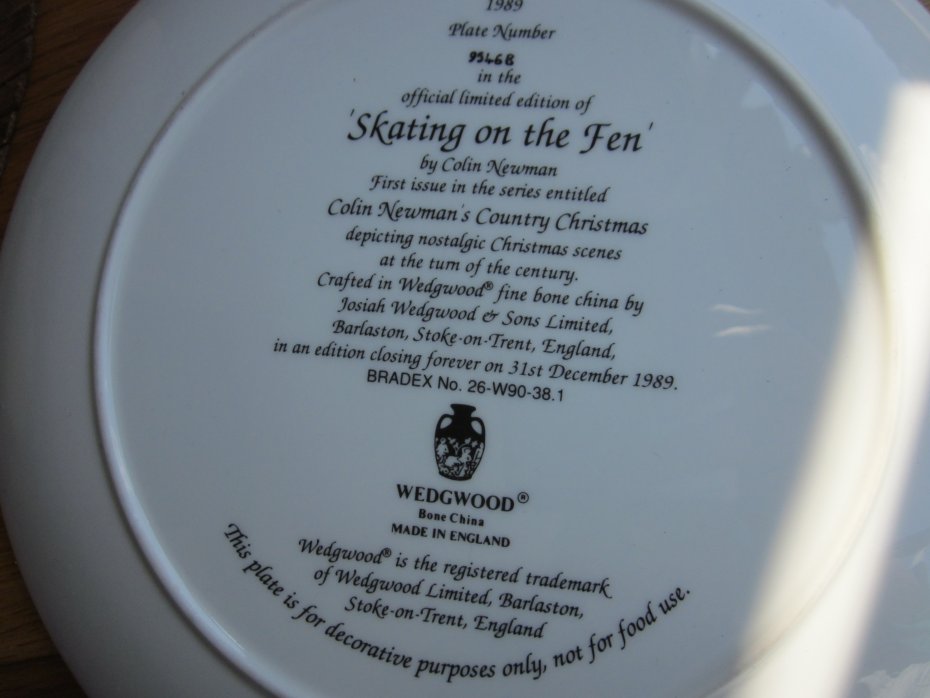 1989
Plate Number
9546B
in the
official limited edition of
'Skating on the Fen'
by Colin Newman
First issue in the series entitled
Colin Newman's Country Christmas
depicting nostalgic Christmas scenes
at the turn of the century.
Crafted in Wedgwood® fine bone china by
Josiah Wedgwood & Sons Limited,
Barlaston, Stoke-on-Trent, England,
in an edition closing forever on 31st December 1989.
BRADEX No. 26-W90-38.1
WEDGWOOD®
Bone China
MADE IN ENGLAND
Wedgwood® is the registered trademark
of Wedgwood Limited, Barlaston,
Stoke-on-Trent, England
This plate is for decorative purposes only, not for food use.